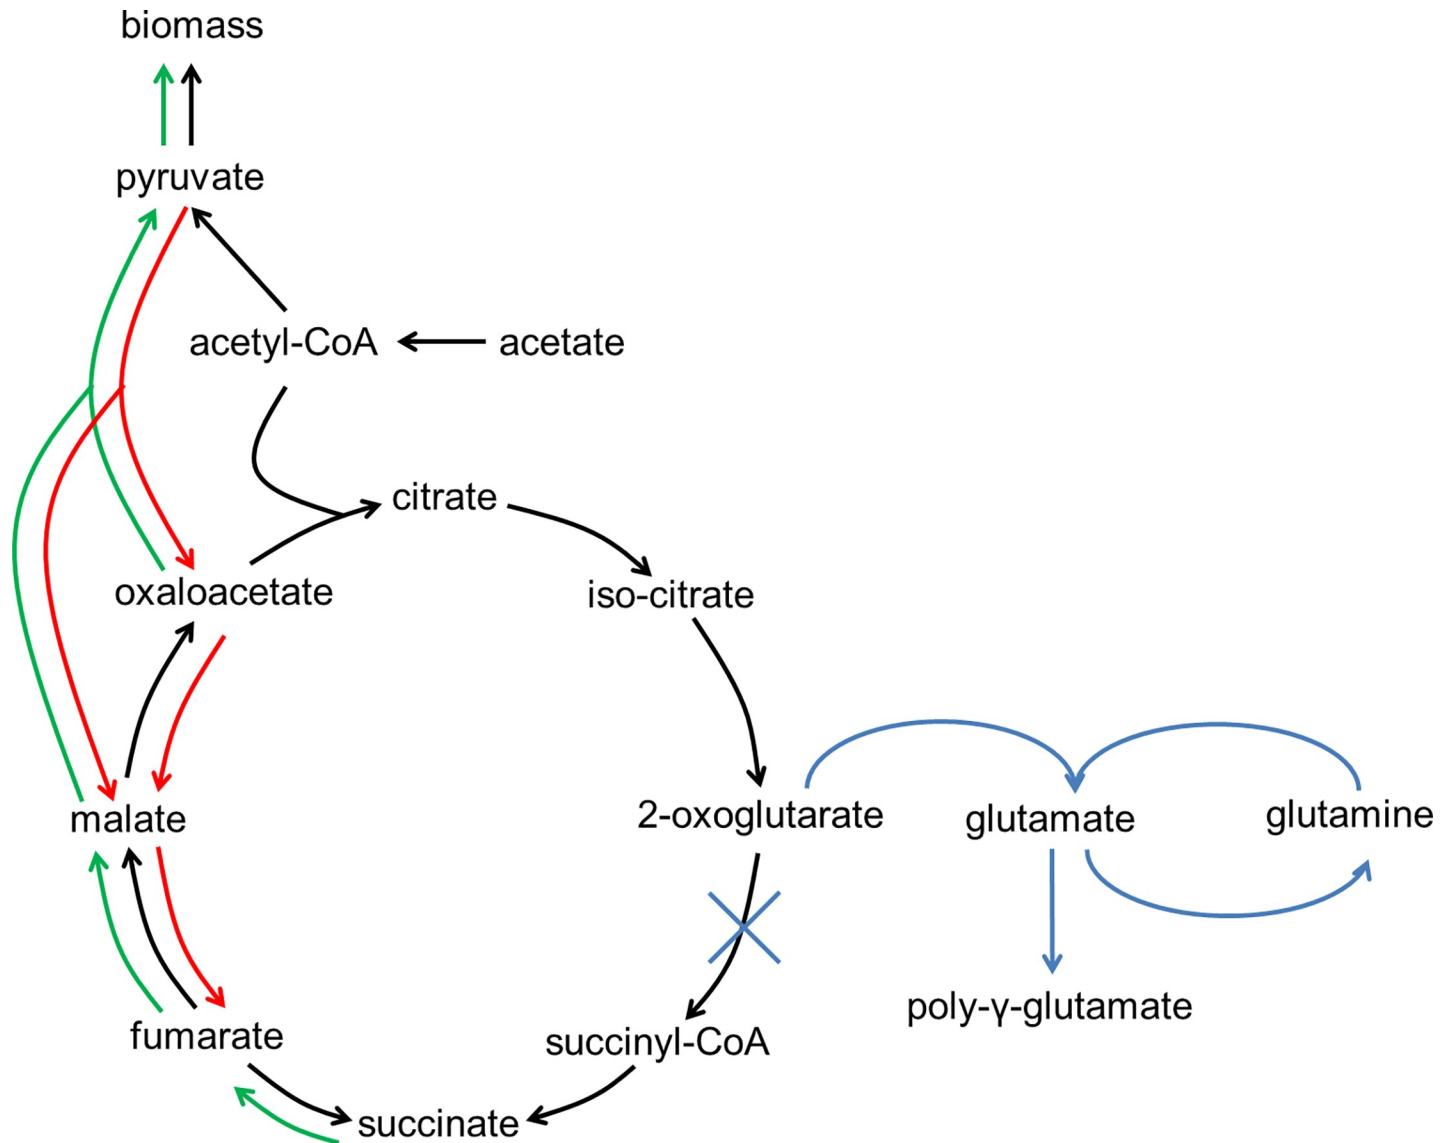 biomass
pyruvate
acetyl-CoA
acetate
citrate
oxaloacetate
iso-citrate
malate
2-oxoglutarate
glutamate
glutamine
poly-γ-glutamate
fumarate
succinyl-CoA
succinate